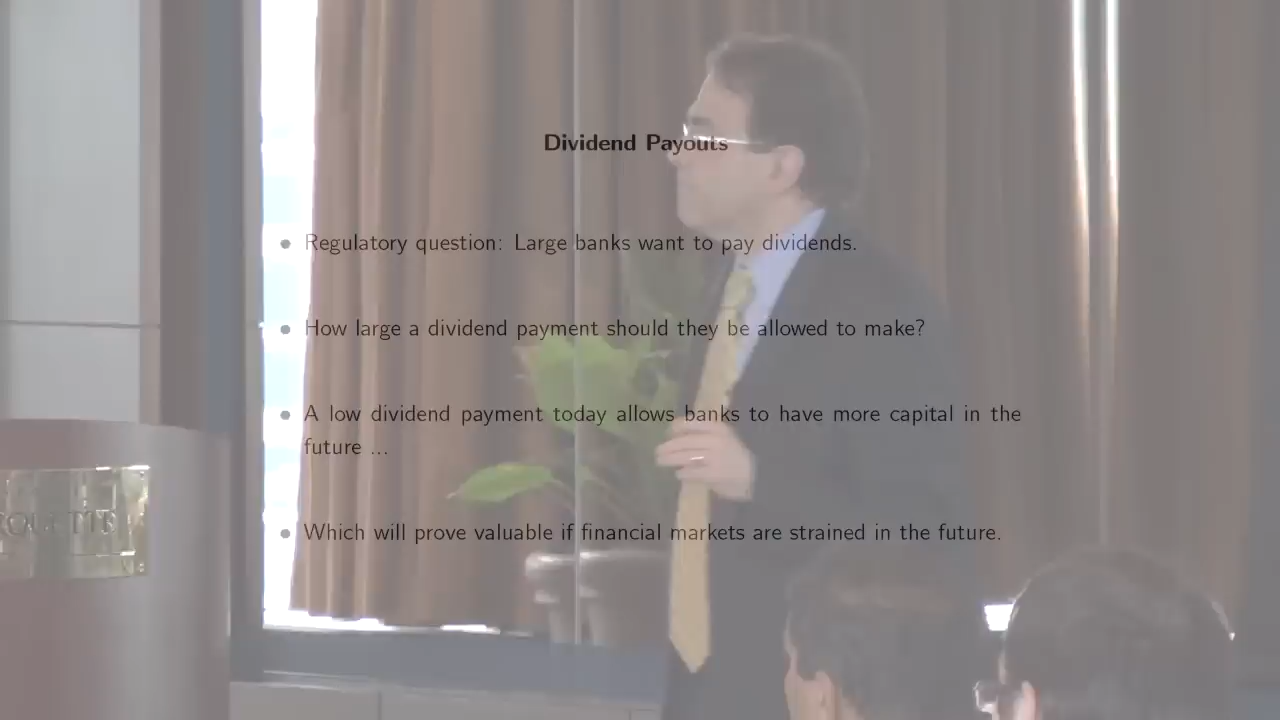 Dividend Payouts
• Regulatory question: Large banks want to pay dividends.
• How large a dividend payment should they be allowed to make?
• A low dividend payment today allows banks to have more capital in the
future ...
• Which will prove valuable if financial markets are strained in the future.